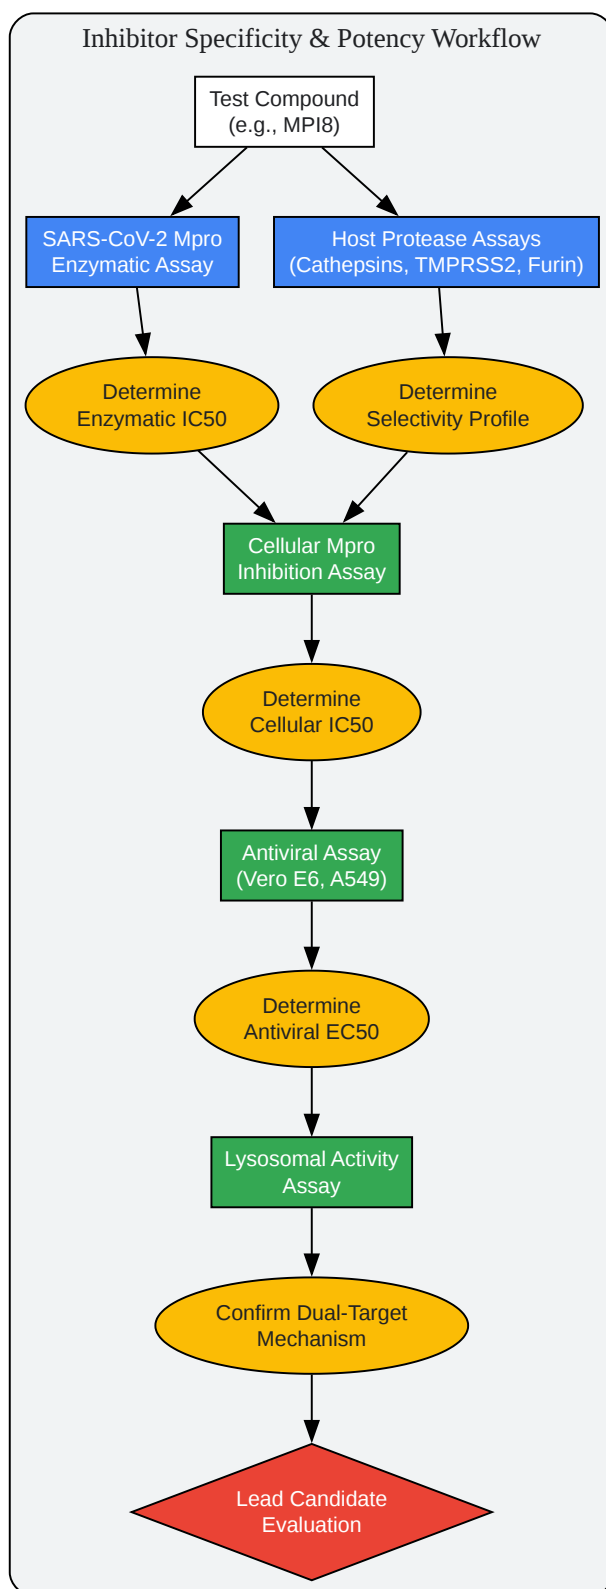 Inhibitor Specificity & Potency Workflow
Test Compound
(e.g., MPI8)
SARS-CoV-2 Mpro
Enzymatic Assay
Host Protease Assays
(Cathepsins, TMPRSS2, Furin)
Determine
Enzymatic IC50
Determine
Selectivity Profile
Cellular Mpro
Inhibition Assay
Determine
Cellular IC50
Antiviral Assay
(Vero E6, A549)
Determine
Antiviral EC50
Lysosomal Activity
Assay
Confirm Dual-Target
Mechanism
Lead Candidate
Evaluation